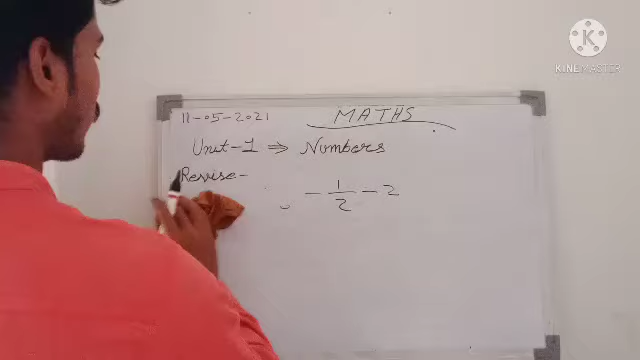 11-05-2021 MATHS
Unit-1 ⇒ Numbers
Revise-
- 1/2 - 2
K
KINEMASTER